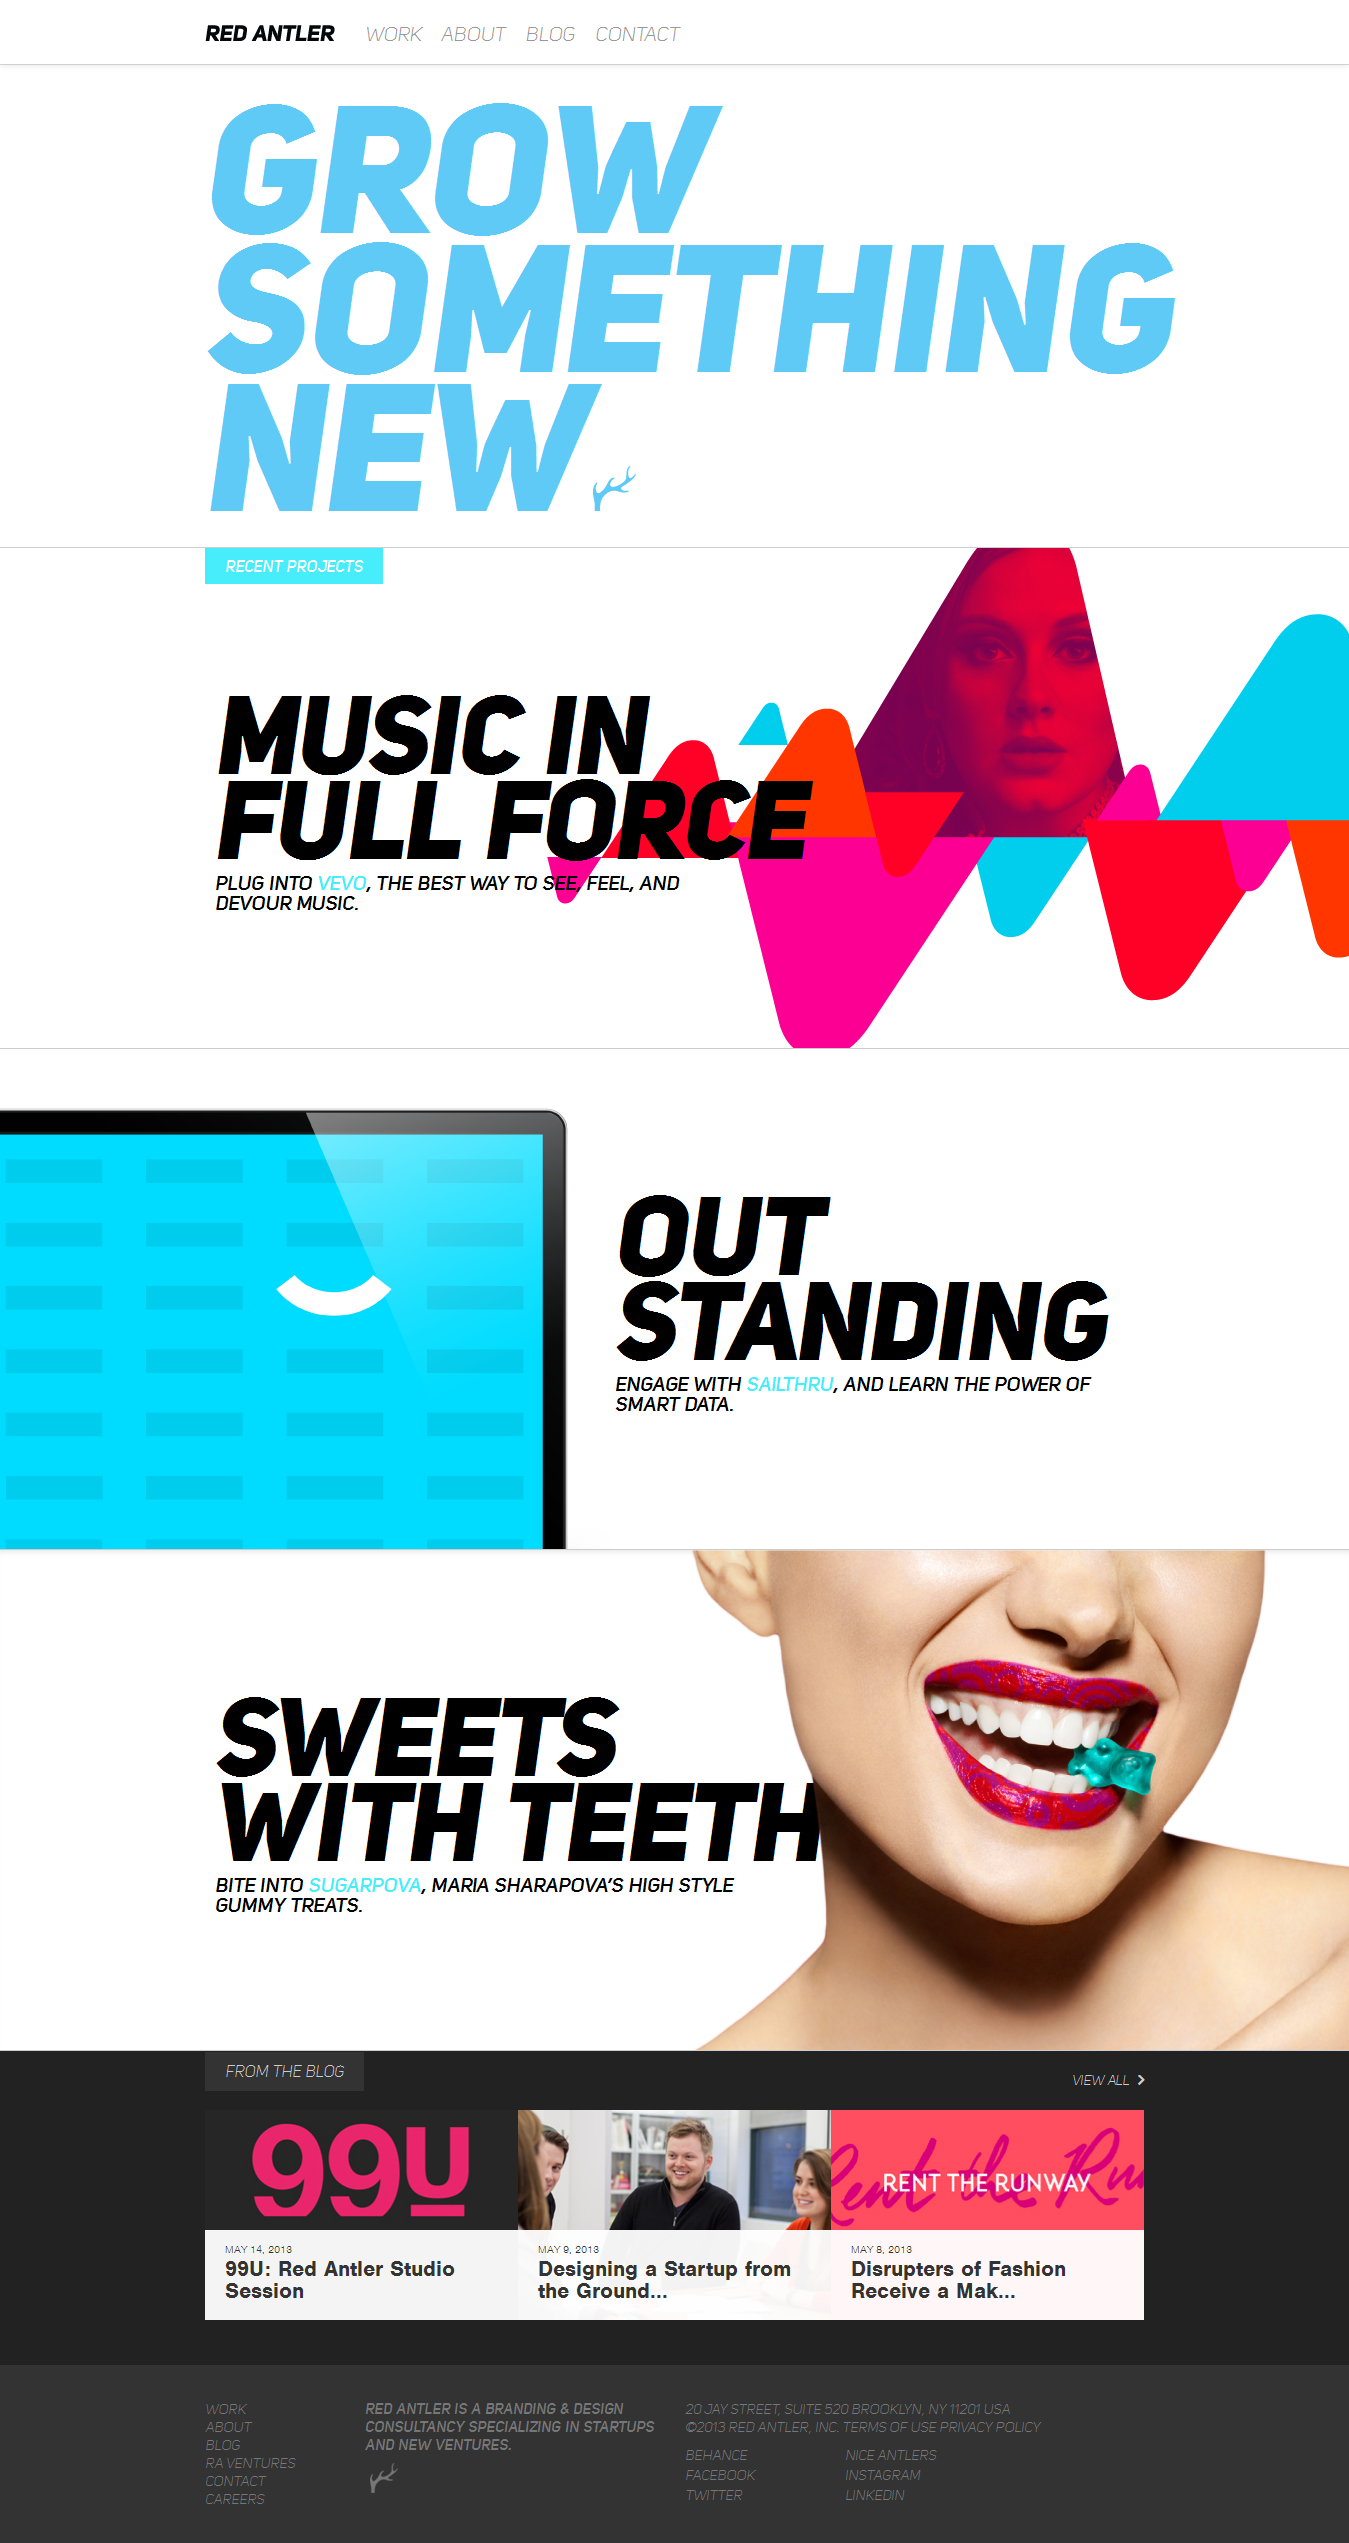 RED ANTLER WORK ABOUT BLOG CONTACT
GROW
SOMETHING
NEW
RECENT PROJECTS
MUSIC IN
FULL FORCE
PLUG INTO VEVO, THE BEST WAY TO SEE, FEEL, AND
DEVOUR MUSIC.
OUT
STANDING
ENGAGE WITH SAILTHRU, AND LEARN THE POWER OF
SMART DATA.
SWEETS
WITH TEETH
BITE INTO SUGARPOVA, MARIA SHARAPOVA'S HIGH STYLE
GUMMY TREATS.
FROM THE BLOG
VIEW ALL
99U
MAY 14, 2013
99U: Red Antler Studio
Session
MAY 9, 2013
Designing a Startup from
the Ground...
Rent the Run
RENT THE RUNWAY
MAY 8, 2013
Disrupters of Fashion
Receive a Mak...
WORK
ABOUT
BLOG
RA VENTURES
CONTACT
CAREERS
RED ANTLER IS A BRANDING & DESIGN
CONSULTANCY SPECIALIZING IN STARTUPS
AND NEW VENTURES.
20 JAY STREET, SUITE 520 BROOKLYN, NY 11201 USA
©2013 RED ANTLER, INC. TERMS OF USE PRIVACY POLICY
BEHANCE
FACEBOOK
TWITTER
NICE ANTLERS
INSTAGRAM
LINKEDIN